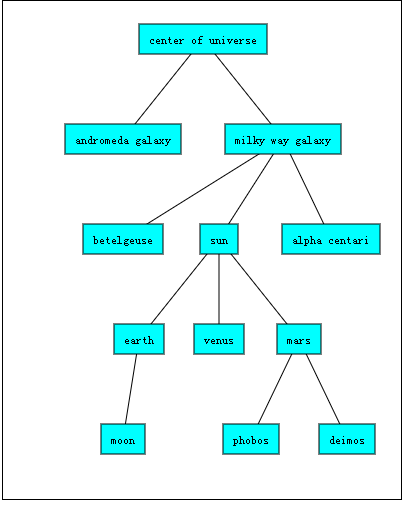 center of universe
andromeda galaxy
milky way galaxy
betelgeuse
sun
alpha centari
earth
venus
mars
moon
phobos
deimos